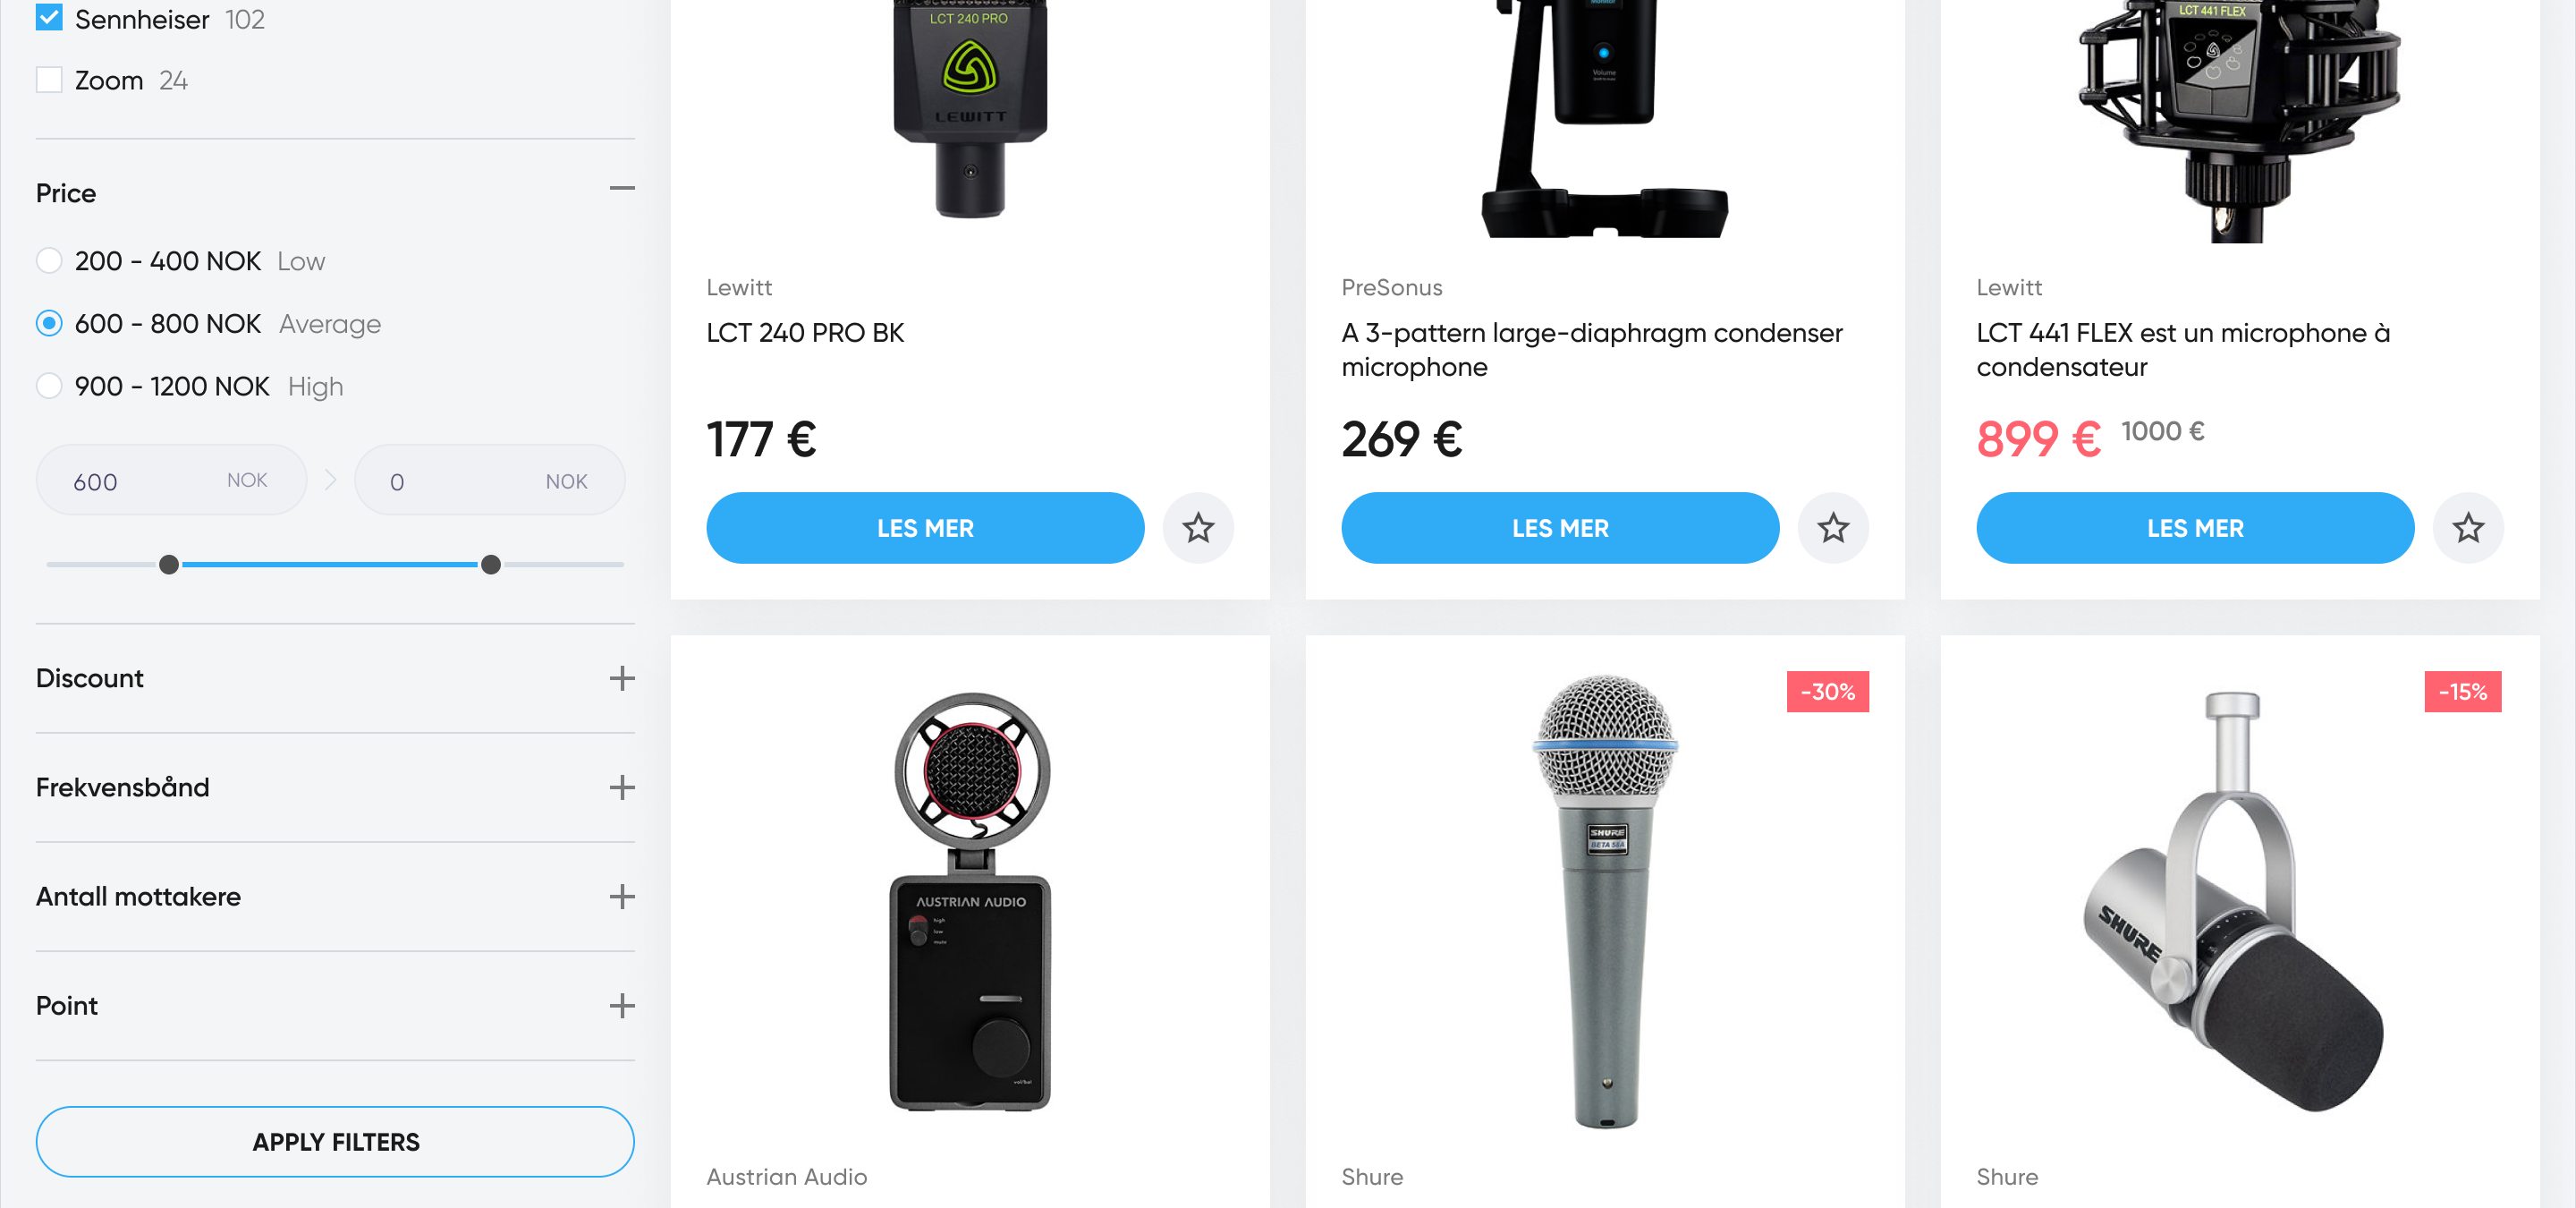 Sennheiser 102
Zoom 24
Price
200 - 400 NOK Low
600 - 800 NOK Average
900 - 1200 NOK High
600 NOK
0 NOK
Discount
Frekvensbånd
Antall mottakere
Point
APPLY FILTERS
LCT 240 PRO
LEWITT
Lewitt
LCT 240 PRO BK
177 €
LES MER
Volume
PreSonus
A 3-pattern large-diaphragm condenser
microphone
269 €
LES MER
LCT 441 FLEX
Lewitt
LCT 441 FLEX est un microphone à
condensateur
899 € 1000 €
LES MER
AUSTRIAN AUDIO
high
low
mute
Austrian Audio
-30%
SHURE
BETA 58A
Shure
-15%
SHURE
Shure